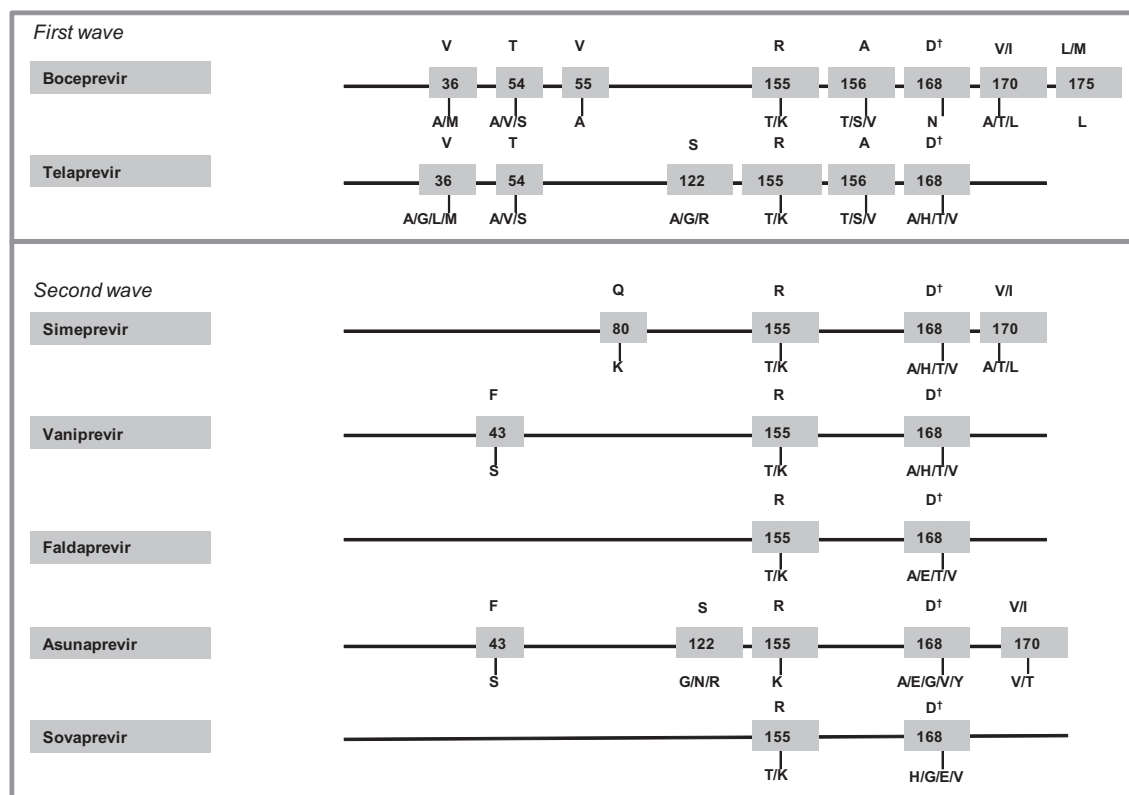 First wave
V T V R A D† V/I L/M
Boceprevir 36 54 55 155 156 168 170 175
A/M A/V/S A T/K T/S/V N A/T/L L
V T S R A D†
Telaprevir 36 54 122 155 156 168
A/G/L/M A/V/S A/G/R T/K T/S/V A/H/T/V
Second wave
Q R D† V/I
Simeprevir 80 155 168 170
K T/K A/H/T/V A/T/L
F R D†
Vaniprevir 43 155 168
S T/K A/H/T/V
R D†
Faldaprevir 155 168
T/K A/E/T/V
F S R D† V/I
Asunaprevir 43 122 155 168 170
S G/N/R K A/E/G/V/Y V/T
R D†
Sovaprevir 155 168
T/K H/G/E/V